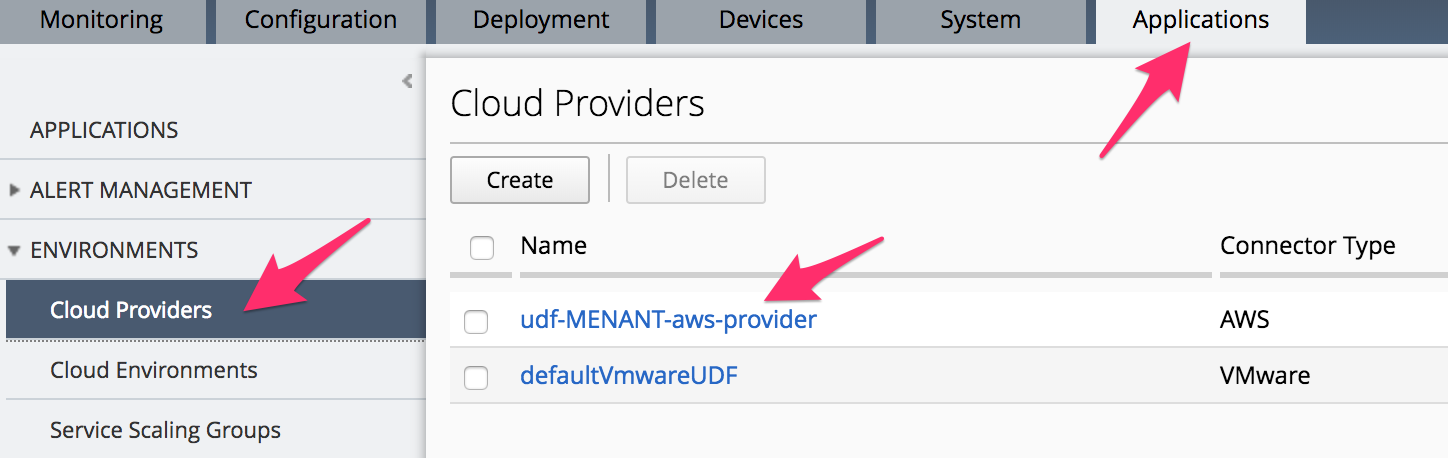 Monitoring Configuration Deployment Devices System Applications
APPLICATIONS
ALERT MANAGEMENT
ENVIRONMENTS
Cloud Providers
Cloud Environments
Service Scaling Groups
Cloud Providers
Create Delete
Name Connector Type
udf-MENANT-aws-provider AWS
defaultVmwareUDF VMware